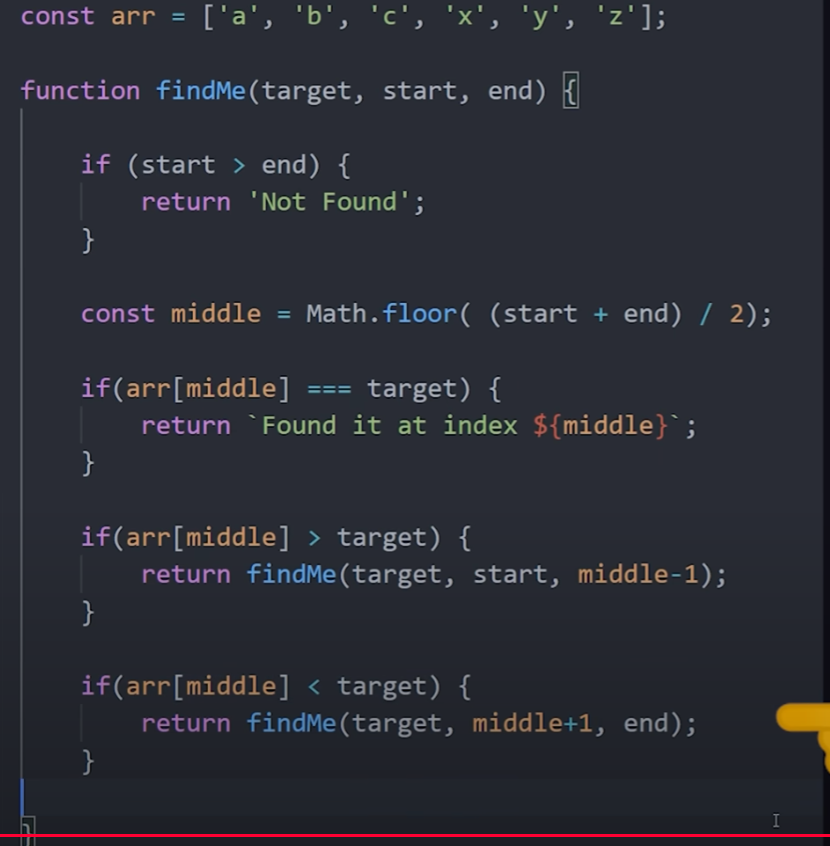 const arr = ['a', 'b', 'c', 'x', 'y', 'z'];
function findMe(target, start, end) {
if (start > end) {
return 'Not Found';
}
const middle = Math.floor( (start + end) / 2);
if(arr[middle] === target) {
return `Found it at index ${middle}`;
}
if(arr[middle] > target) {
return findMe(target, start, middle-1);
}
if(arr[middle] < target) {
return findMe(target, middle+1, end);
}
}